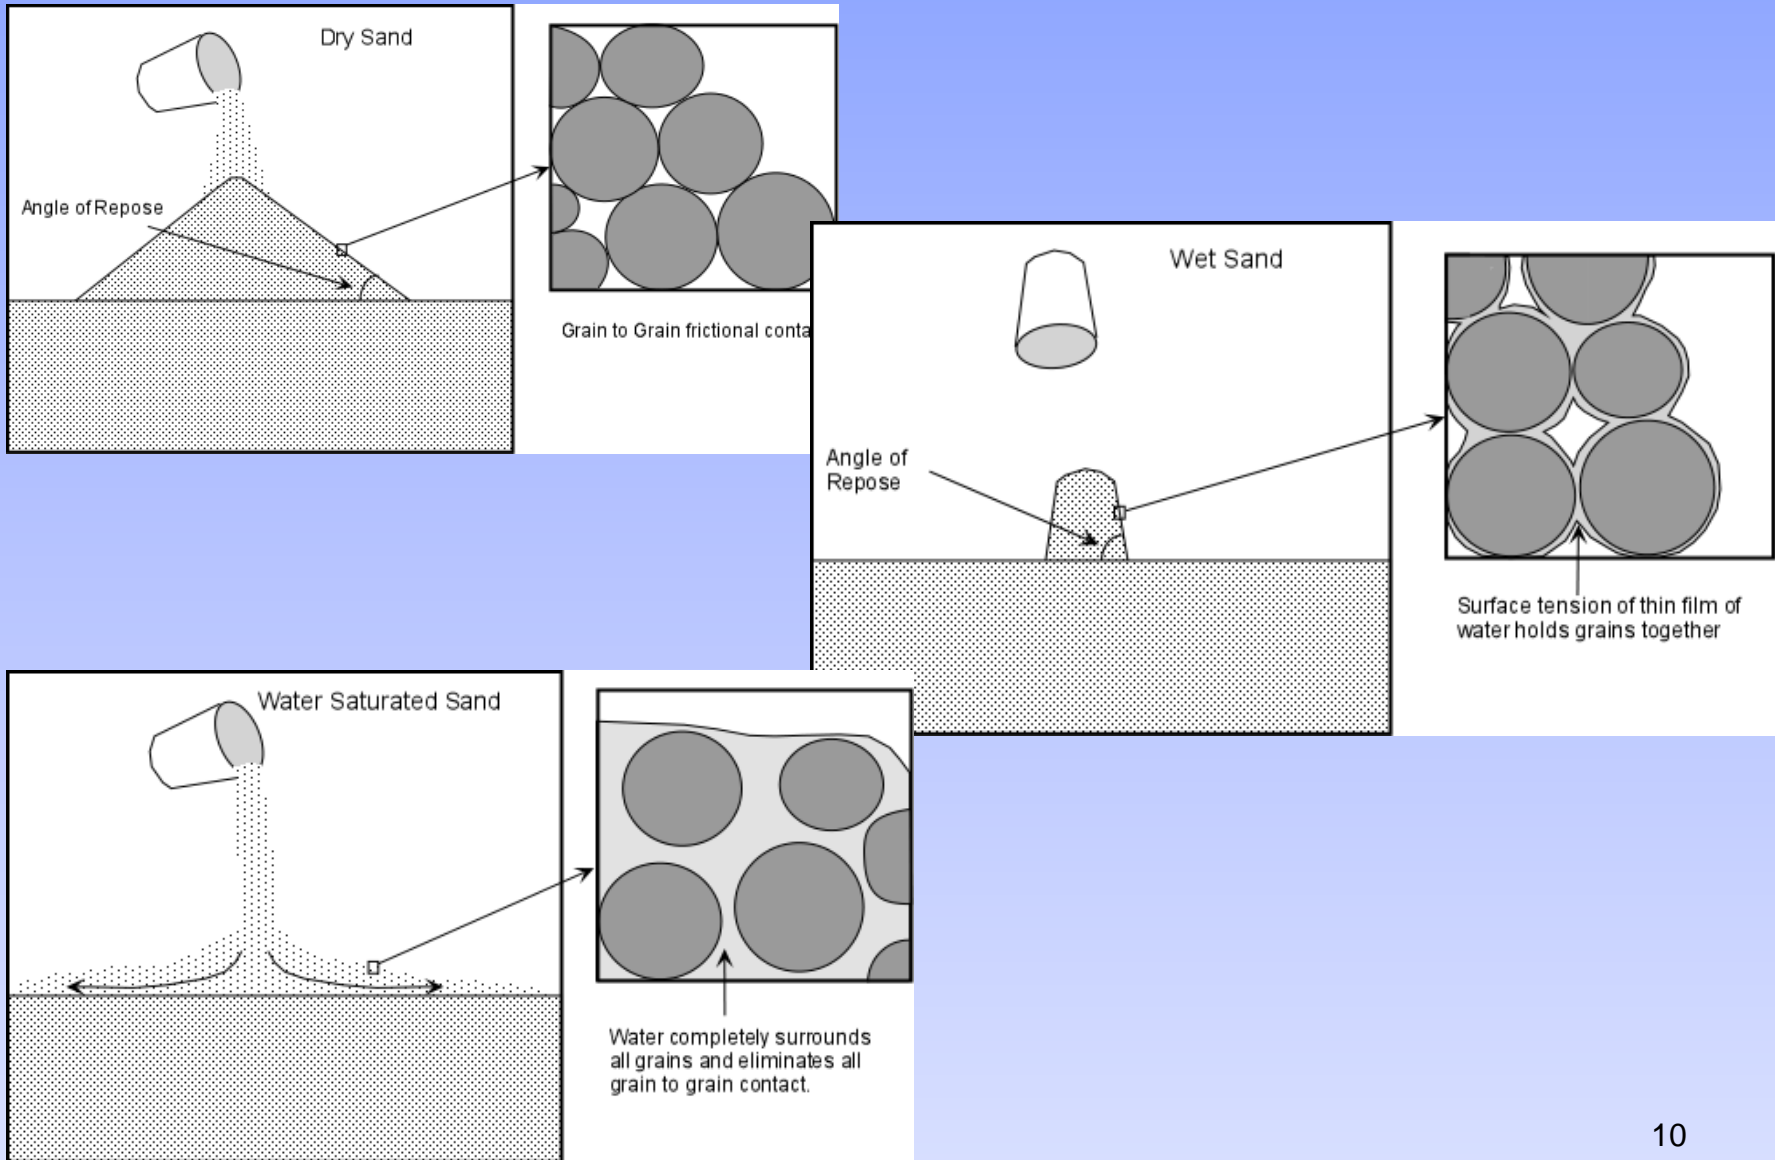 Dry Sand
Angle of Repose
Grain to Grain frictional conta
Wet Sand
Angle of
Repose
Surface tension of thin film of
water holds grains together
Water Saturated Sand
Water completely surrounds
all grains and eliminates all
grain to grain contact.
10